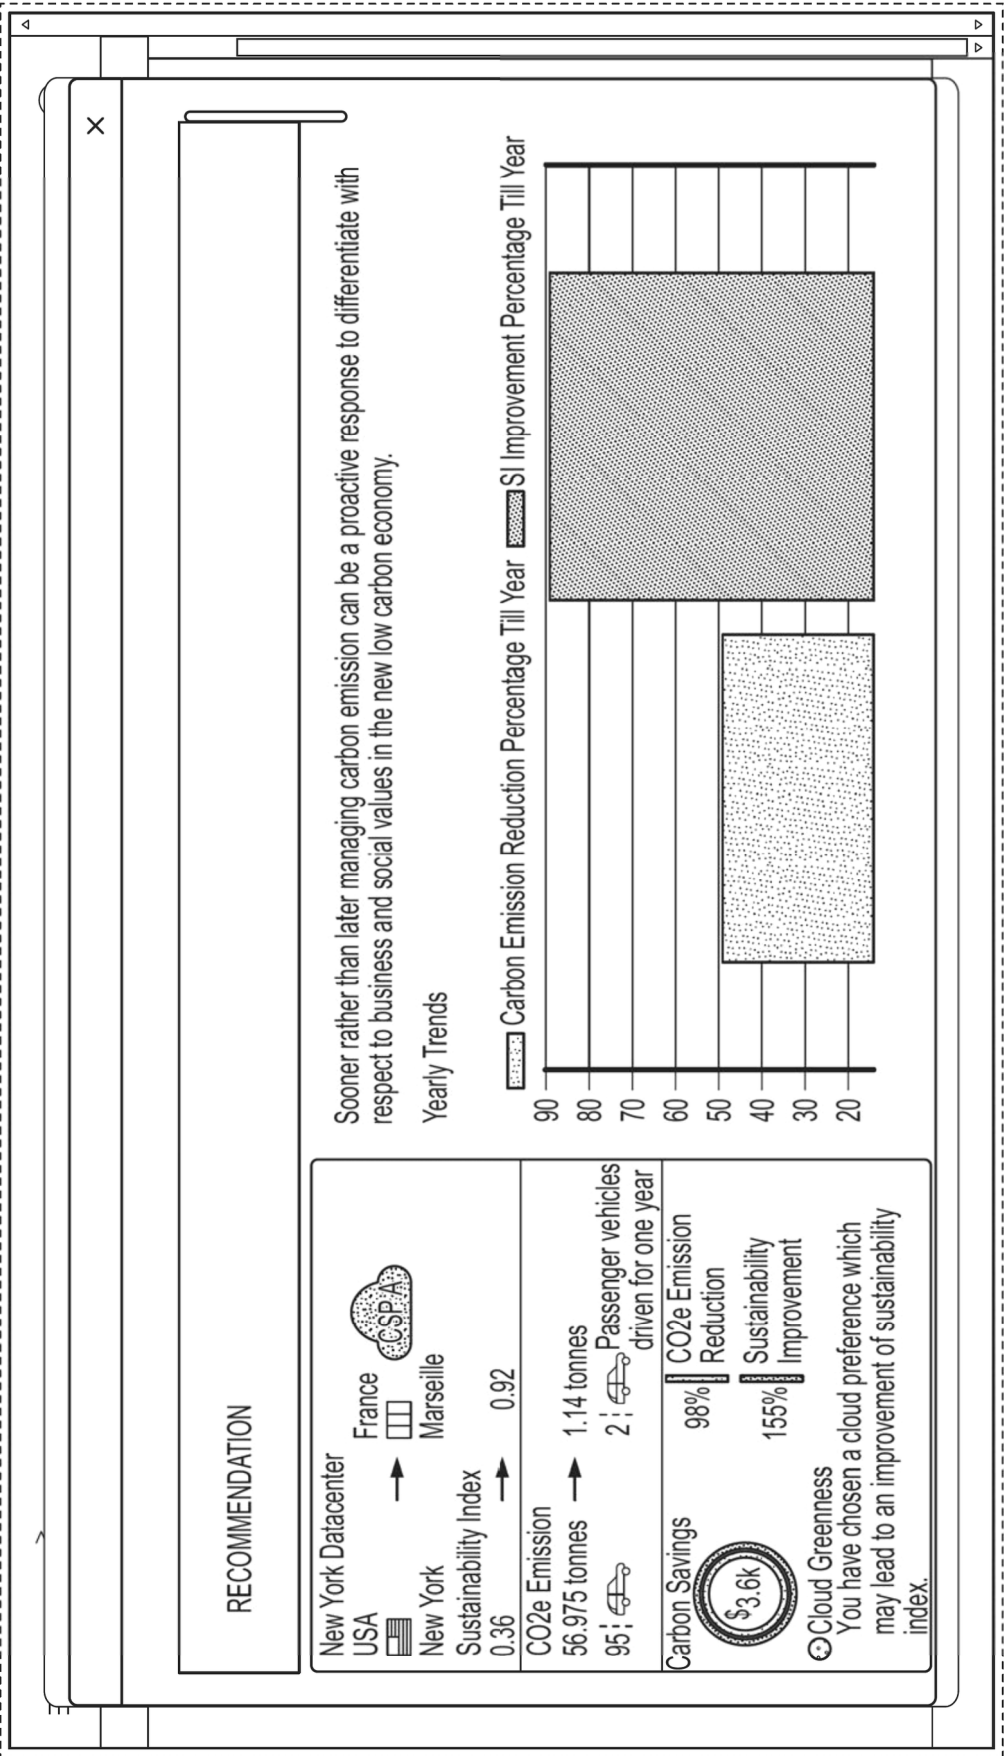 RECOMMENDATION
New York Datacenter
USA
France
New York
Marseille
CSP A
Sustainability Index
0.36
0.92
CO2e Emission
56.975 tonnes
1.14 tonnes
95
2
Passenger vehicles
driven for one year
Carbon Savings
$3.6k
98%
CO2e Emission
Reduction
155%
Sustainability
Improvement
Cloud Greenness
You have chosen a cloud preference which
may lead to an improvement of sustainability
index.
Sooner rather than later managing carbon emission can be a proactive response to differentiate with
respect to business and social values in the new low carbon economy.
Yearly Trends
Carbon Emission Reduction Percentage Till Year
SI Improvement Percentage Till Year
90
80
70
60
50
40
30
20